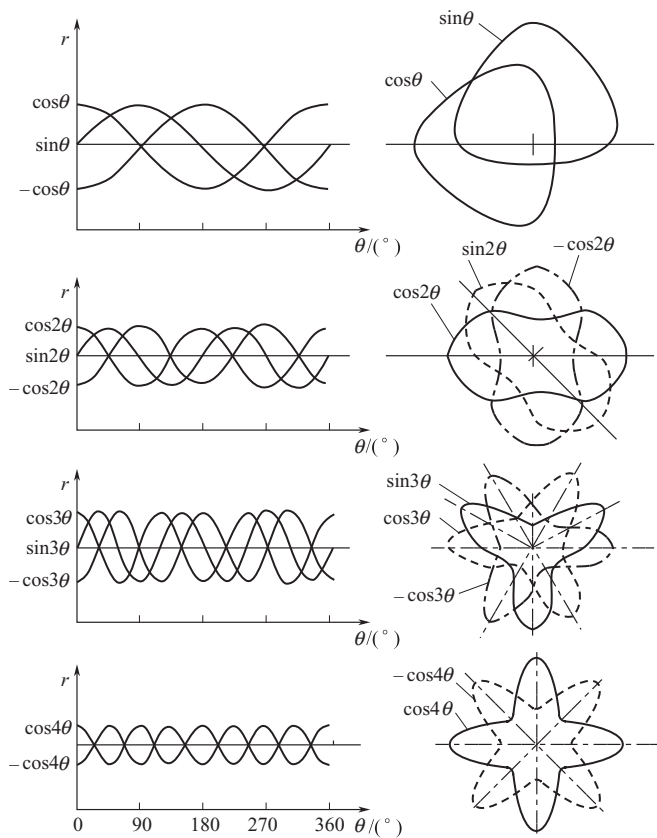 r
cosθ
sinθ
−cosθ
θ/(°)
sinθ
cosθ
r
cos2θ
sin2θ
−cos2θ
θ/(°)
sin2θ
−cos2θ
cos2θ
r
cos3θ
sin3θ
−cos3θ
θ/(°)
sin3θ
cos3θ
−cos3θ
r
cos4θ
−cos4θ
0 90 180 270 360
θ/(°)
−cos4θ
cos4θ